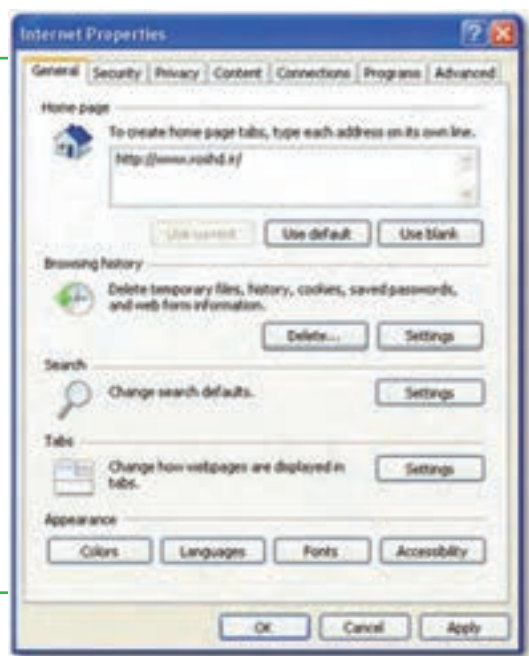 Internet Properties
General Security Privacy Content Connections Programs Advanced
Home page
To create home page tabs, type each address on its own line.
http://www.roshd.ir/
Use current Use default Use blank
Browsing history
Delete temporary files, history, cookies, saved passwords,
and web form information.
Delete... Settings
Search
Change search defaults. Settings
Tabs
Change how webpages are displayed in
tabs. Settings
Appearance
Colors Languages Fonts Accessibility
OK Cancel Apply